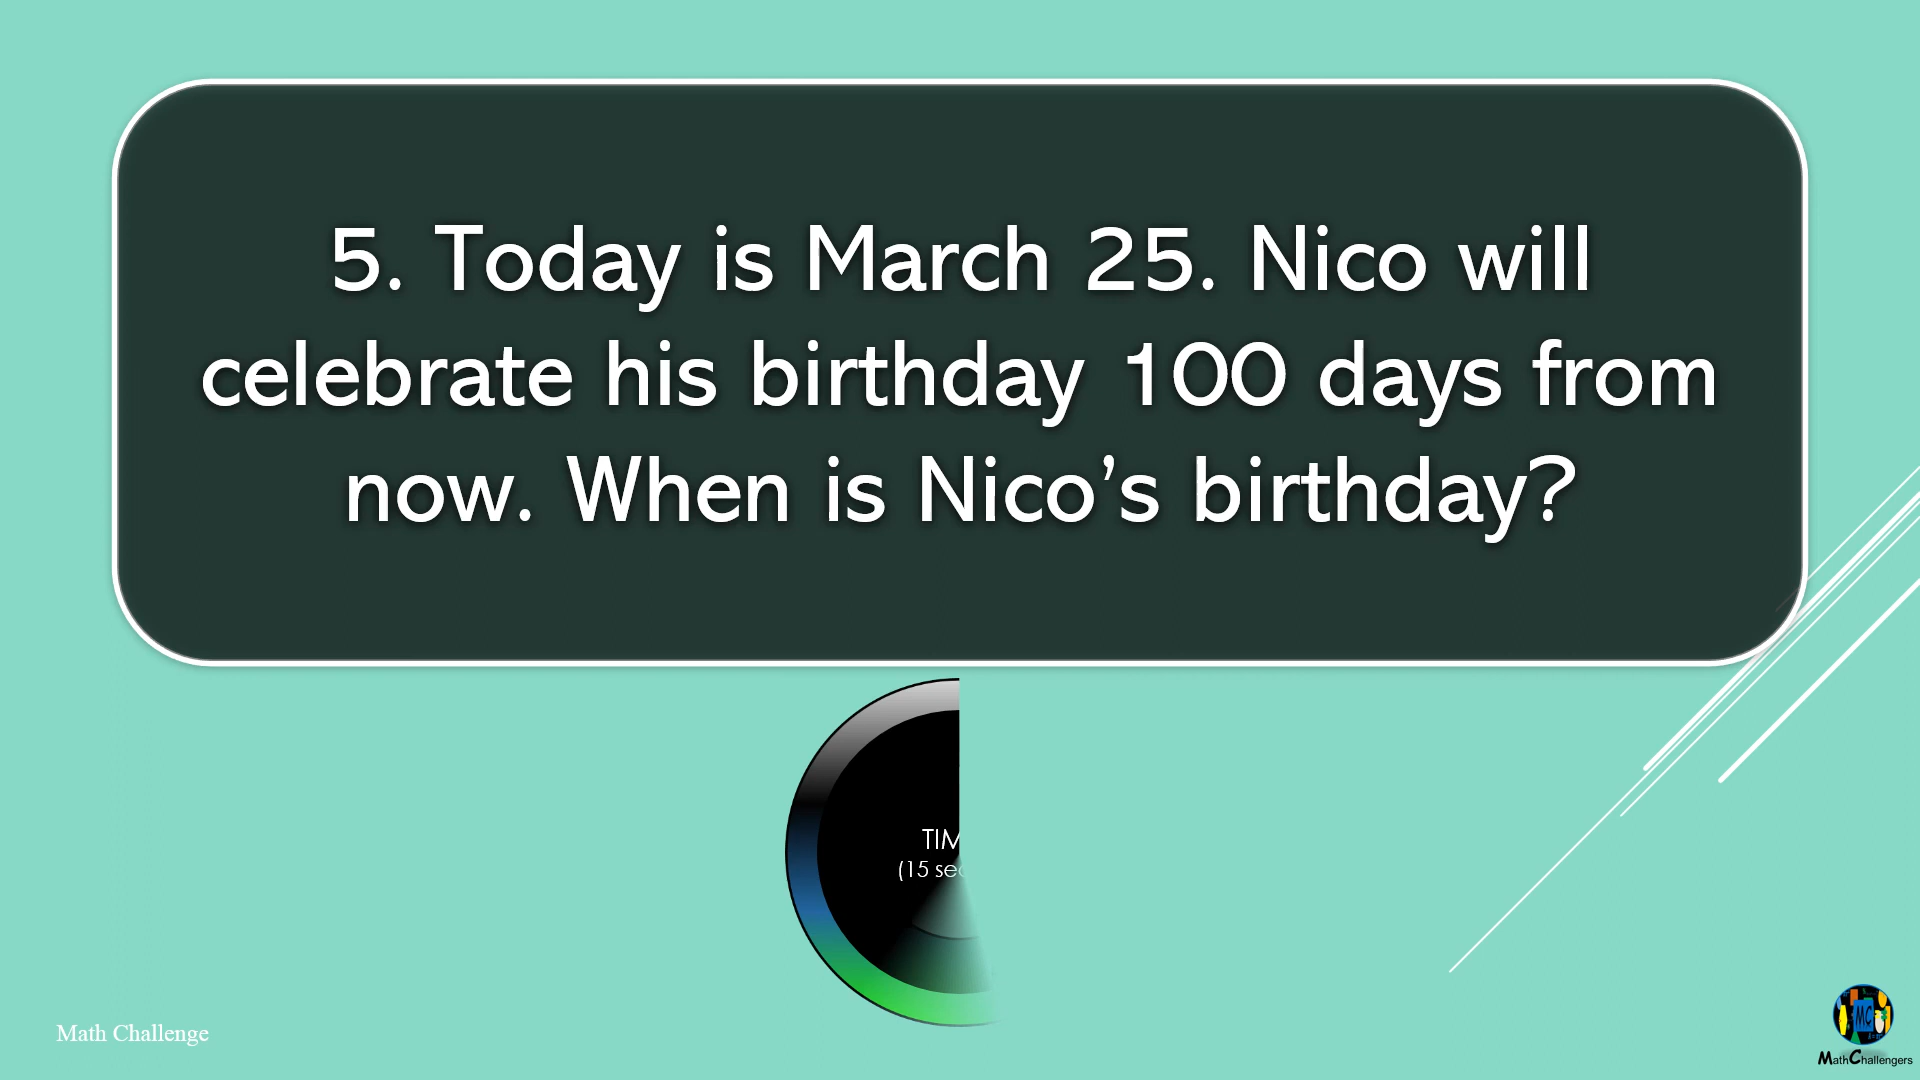 5. Today is March 25. Nico will
celebrate his birthday 100 days from
now. When is Nico’s birthday?
TIM
(15 sec
Math Challenge
MC
MathChallengers